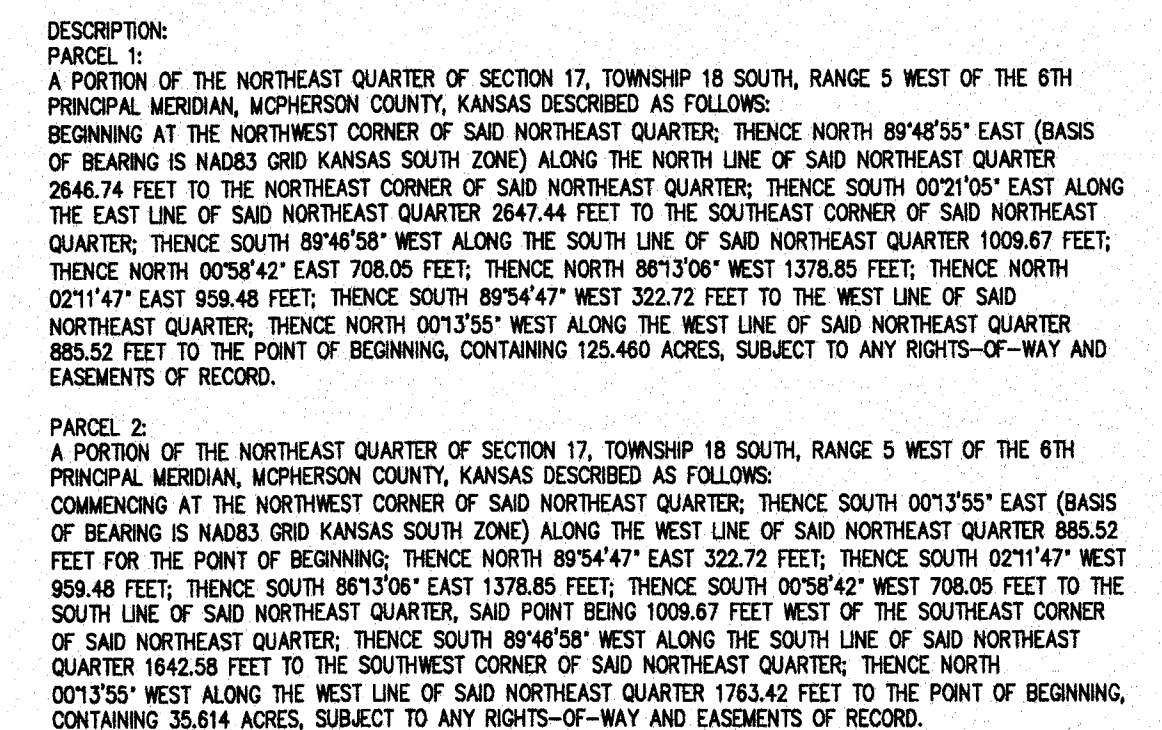 DESCRIPTION:
PARCEL 1:
A PORTION OF THE NORTHEAST QUARTER OF SECTION 17, TOWNSHIP 18 SOUTH, RANGE 5 WEST OF THE 6TH
PRINCIPAL MERIDIAN, MCPHERSON COUNTY, KANSAS DESCRIBED AS FOLLOWS:
BEGINNING AT THE NORTHWEST CORNER OF SAID NORTHEAST QUARTER; THENCE NORTH 89°48'55" EAST (BASIS
OF BEARING IS NAD83 GRID KANSAS SOUTH ZONE) ALONG THE NORTH LINE OF SAID NORTHEAST QUARTER
2646.74 FEET TO THE NORTHEAST CORNER OF SAID NORTHEAST QUARTER; THENCE SOUTH 00°21'05" EAST ALONG
THE EAST LINE OF SAID NORTHEAST QUARTER 2647.44 FEET TO THE SOUTHEAST CORNER OF SAID NORTHEAST
QUARTER; THENCE SOUTH 89°46'58" WEST ALONG THE SOUTH LINE OF SAID NORTHEAST QUARTER 1009.67 FEET;
THENCE NORTH 00°58'42" EAST 708.05 FEET; THENCE NORTH 86°13'06" WEST 1378.85 FEET; THENCE NORTH
02°11'47" EAST 959.48 FEET; THENCE SOUTH 89°54'47" WEST 322.72 FEET TO THE WEST LINE OF SAID
NORTHEAST QUARTER; THENCE NORTH 00°13'55" WEST ALONG THE WEST LINE OF SAID NORTHEAST QUARTER
885.52 FEET TO THE POINT OF BEGINNING, CONTAINING 125.460 ACRES, SUBJECT TO ANY RIGHTS-OF-WAY AND
EASEMENTS OF RECORD.
PARCEL 2:
A PORTION OF THE NORTHEAST QUARTER OF SECTION 17, TOWNSHIP 18 SOUTH, RANGE 5 WEST OF THE 6TH
PRINCIPAL MERIDIAN, MCPHERSON COUNTY, KANSAS DESCRIBED AS FOLLOWS:
COMMENCING AT THE NORTHWEST CORNER OF SAID NORTHEAST QUARTER; THENCE SOUTH 00°13'55" EAST (BASIS
OF BEARING IS NAD83 GRID KANSAS SOUTH ZONE) ALONG THE WEST LINE OF SAID NORTHEAST QUARTER 885.52
FEET FOR THE POINT OF BEGINNING; THENCE NORTH 89°54'47" EAST 322.72 FEET; THENCE SOUTH 02°11'47" WEST
959.48 FEET; THENCE SOUTH 86°13'06" EAST 1378.85 FEET; THENCE SOUTH 00°58'42" WEST 708.05 FEET TO THE
SOUTH LINE OF SAID NORTHEAST QUARTER, SAID POINT BEING 1009.67 FEET WEST OF THE SOUTHEAST CORNER
OF SAID NORTHEAST QUARTER; THENCE SOUTH 89°46'58" WEST ALONG THE SOUTH LINE OF SAID NORTHEAST
QUARTER 1642.58 FEET TO THE SOUTHWEST CORNER OF SAID NORTHEAST QUARTER; THENCE NORTH
00°13'55" WEST ALONG THE WEST LINE OF SAID NORTHEAST QUARTER 1763.42 FEET TO THE POINT OF BEGINNING,
CONTAINING 35.614 ACRES, SUBJECT TO ANY RIGHTS-OF-WAY AND EASEMENTS OF RECORD.